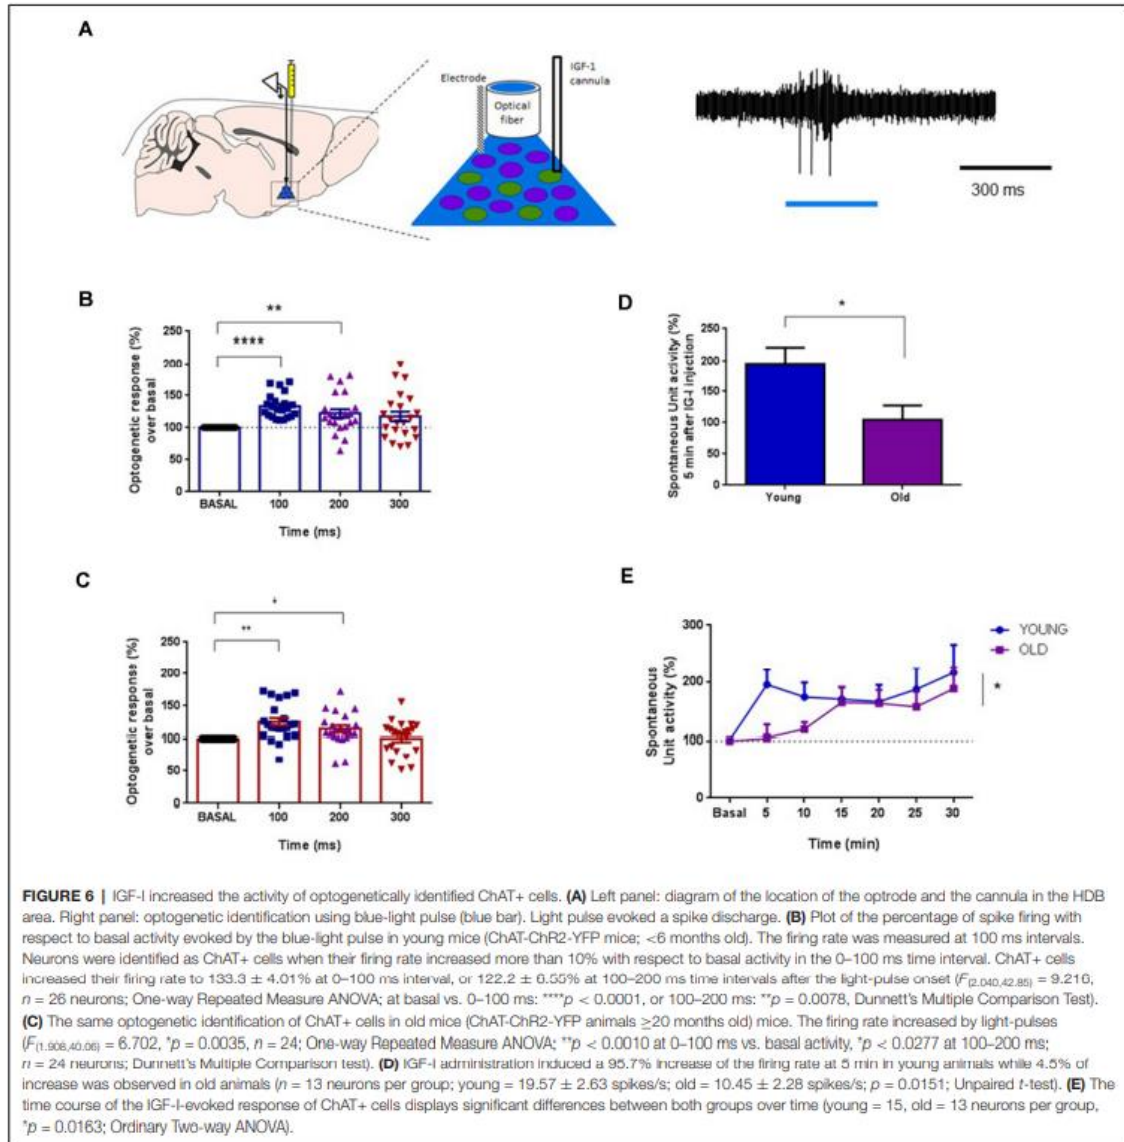 A
Electrode
Optical
fiber
IGF-1
cannula
300 ms
B
**
****
Optogenetic response (%)
over basal
250
200
150
100
50
0
BASAL 100 200 300
Time (ms)
D
*
Spontaneous Unit activity (%)
5 min after IG-I injection
250
200
150
100
50
0
Young Old
C
*
**
Optogenetic response (%)
over basal
250
200
150
100
50
0
BASAL 100 200 300
Time (ms)
E
Spontaneous
Unit activity (%)
300
200
100
0
YOUNG
OLD
*
Basal 5 10 15 20 25 30
Time (min)
FIGURE 6 | IGF-I increased the activity of optogenetically identified ChAT+ cells. (A) Left panel: diagram of the location of the optrode and the cannula in the HDB
area. Right panel: optogenetic identification using blue-light pulse (blue bar). Light pulse evoked a spike discharge. (B) Plot of the percentage of spike firing with
respect to basal activity evoked by the blue-light pulse in young mice (ChAT-ChR2-YFP mice; <6 months old). The firing rate was measured at 100 ms intervals.
Neurons were identified as ChAT+ cells when their firing rate increased more than 10% with respect to basal activity in the 0–100 ms time interval. ChAT+ cells
increased their firing rate to 133.3 ± 4.01% at 0–100 ms interval, or 122.2 ± 6.55% at 100–200 ms time intervals after the light-pulse onset (F(2.040,42.85) = 9.216,
n = 26 neurons; One-way Repeated Measure ANOVA; at basal vs. 0–100 ms: ****p < 0.0001, or 100–200 ms: **p = 0.0078, Dunnett's Multiple Comparison Test).
(C) The same optogenetic identification of ChAT+ cells in old mice (ChAT-ChR2-YFP animals ≥20 months old) mice. The firing rate increased by light-pulses
(F(1.908,40.06) = 6.702, *p = 0.0035, n = 24; One-way Repeated Measure ANOVA; **p < 0.0010 at 0–100 ms vs. basal activity, *p < 0.0277 at 100–200 ms;
n = 24 neurons; Dunnett's Multiple Comparison test). (D) IGF-I administration induced a 95.7% increase of the firing rate at 5 min in young animals while 4.5% of
increase was observed in old animals (n = 13 neurons per group; young = 19.57 ± 2.63 spikes/s; old = 10.45 ± 2.28 spikes/s; p = 0.0151; Unpaired t-test). (E) The
time course of the IGF-I-evoked response of ChAT+ cells displays significant differences between both groups over time (young = 15, old = 13 neurons per group,
*p = 0.0163; Ordinary Two-way ANOVA).